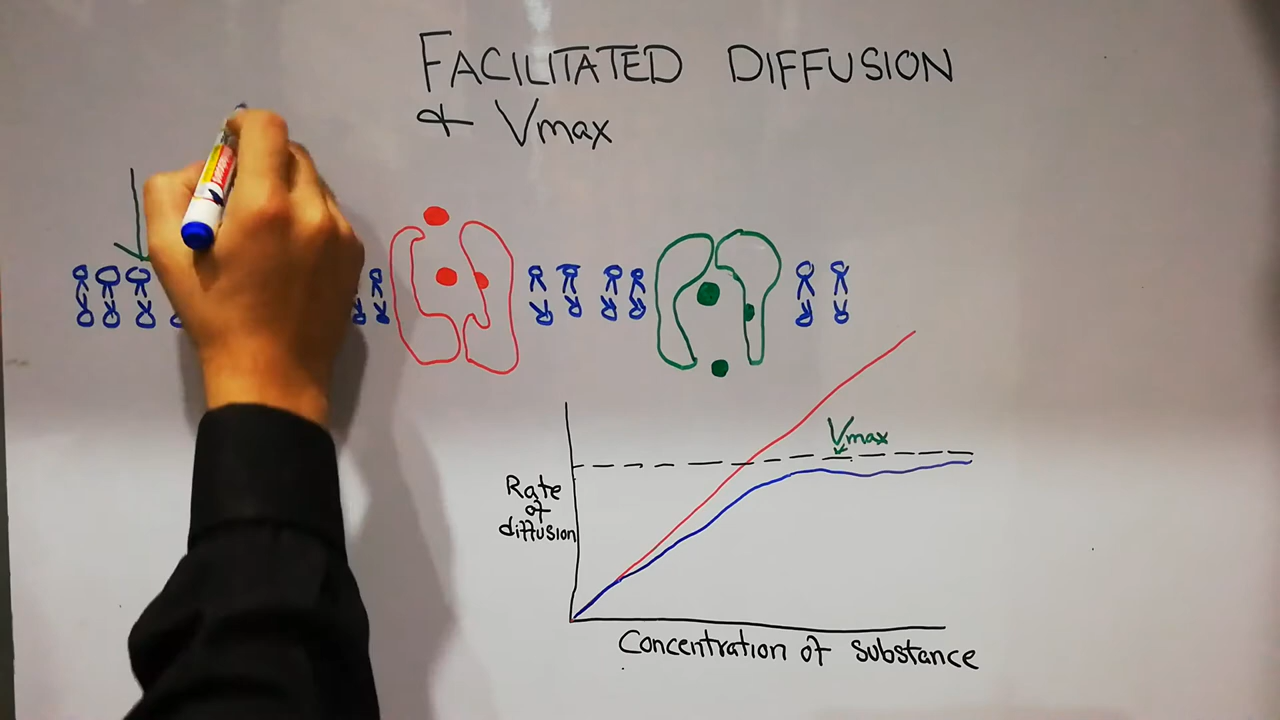 FACILITATED DIFFUSION
& Vmax
Vmax
Rate
of
diffusion
Concentration of substance